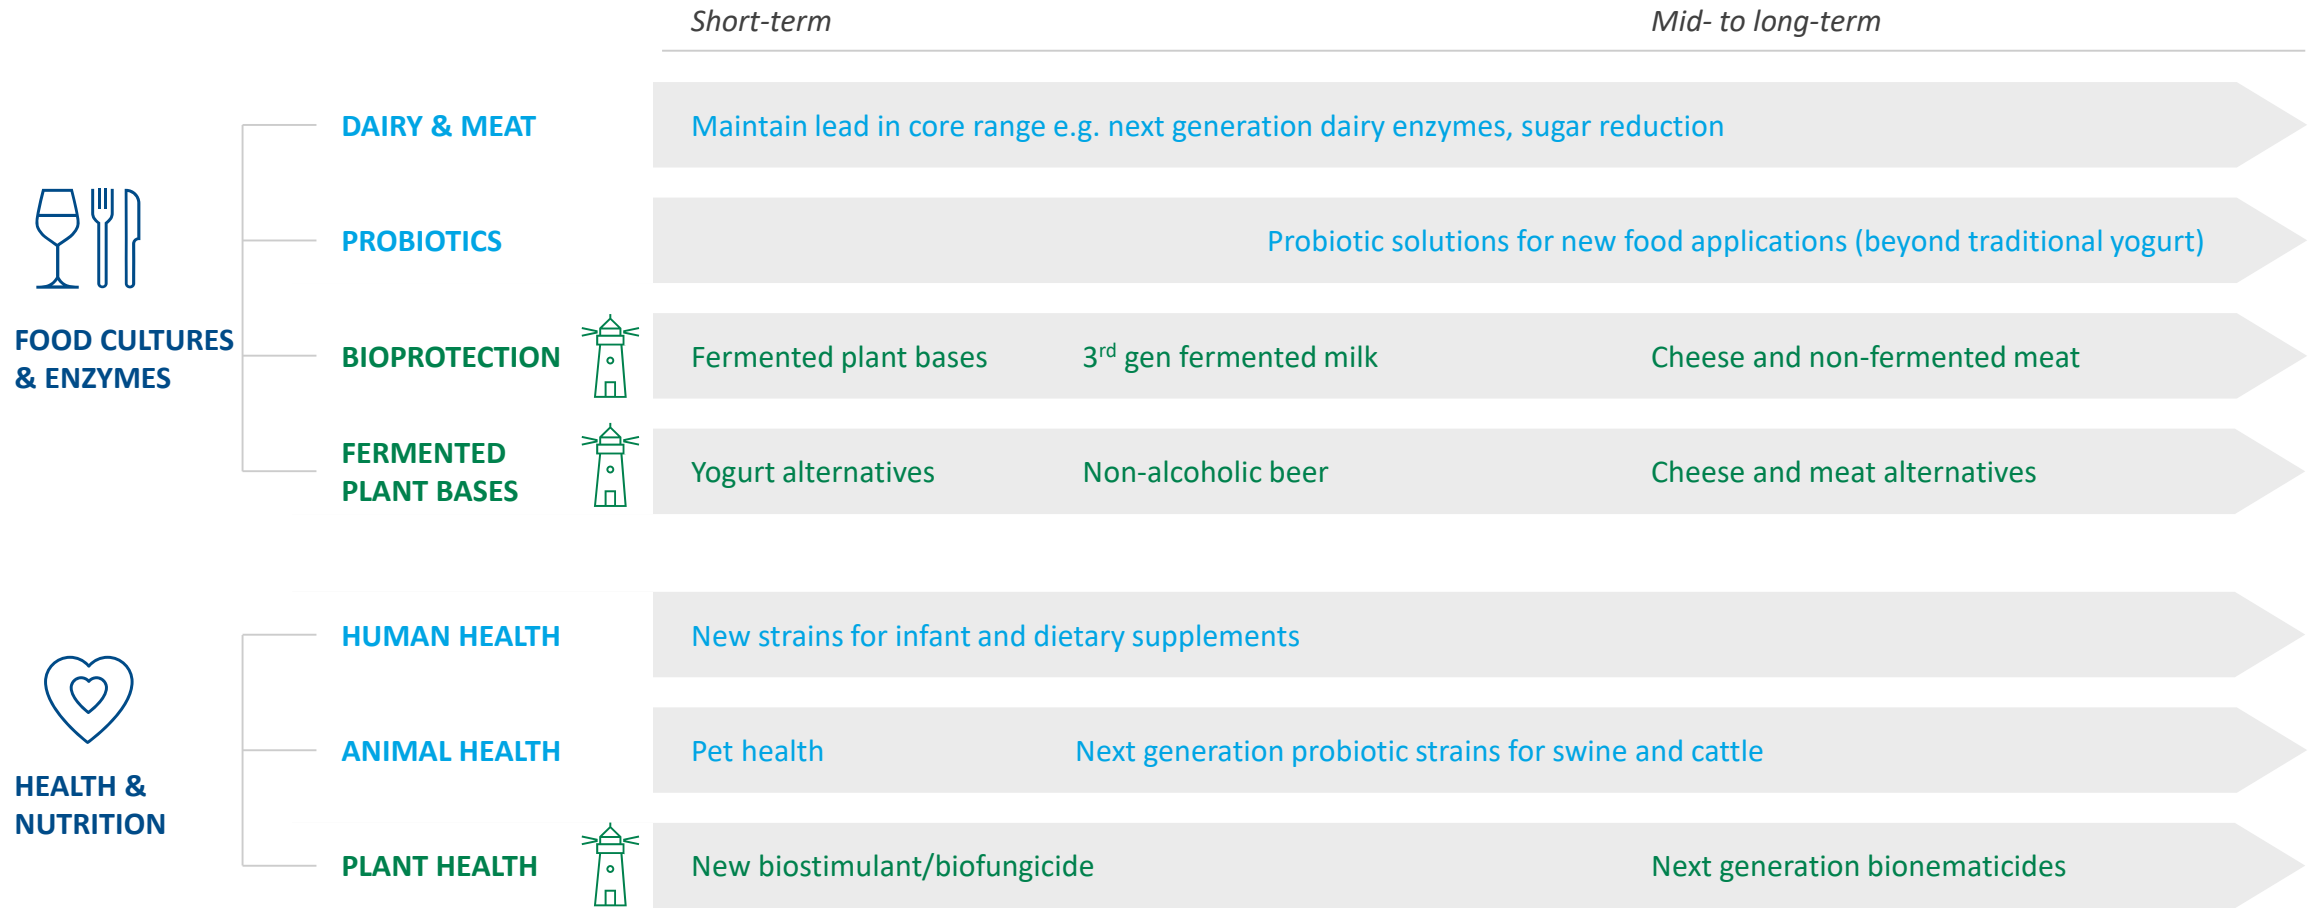 Short-term
Mid- to long-term
DAIRY & MEAT
Maintain lead in core range e.g. next generation dairy enzymes, sugar reduction
PROBIOTICS
Probiotic solutions for new food applications (beyond traditional yogurt)
FOOD CULTURES
& ENZYMES
BIOPROTECTION
Fermented plant bases
3rd gen fermented milk
Cheese and non-fermented meat
FERMENTED
PLANT BASES
Yogurt alternatives
Non-alcoholic beer
Cheese and meat alternatives
HUMAN HEALTH
New strains for infant and dietary supplements
HEALTH &
NUTRITION
ANIMAL HEALTH
Pet health
Next generation probiotic strains for swine and cattle
PLANT HEALTH
New biostimulant/biofungicide
Next generation bionematicides